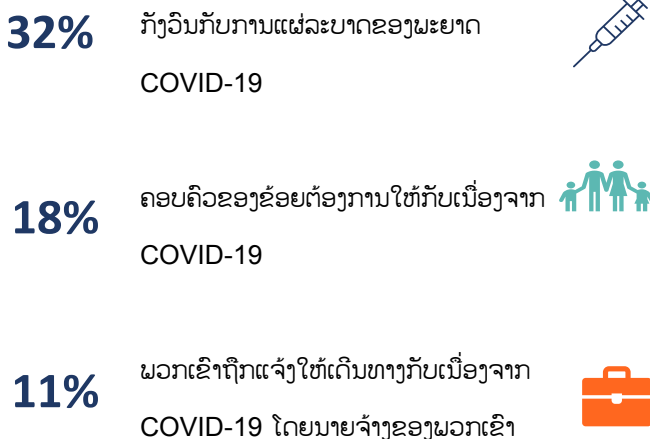 32% ກັງວົນກັບການແຜ່ລະບາດຂອງພະຍາດ
COVID-19
18% ຄອບຄົວຂອງຂ້ອຍຕ້ອງການໃຫ້ກັບເນື່ອງຈາກ
COVID-19
11% ພວກເຂົາຖືກແຈ້ງໃຫ້ເດີນທາງກັບເນື່ອງຈາກ
COVID-19 ໂດຍນາຍຈ້າງຂອງພວກເຂົາ